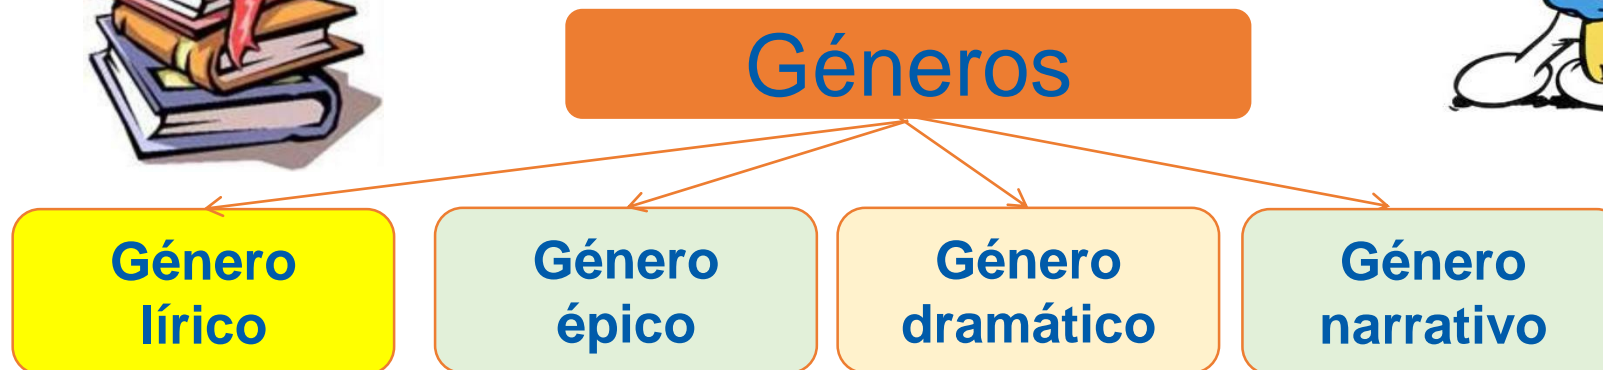 Géneros
Género
lírico
Género
épico
Género
dramático
Género
narrativo